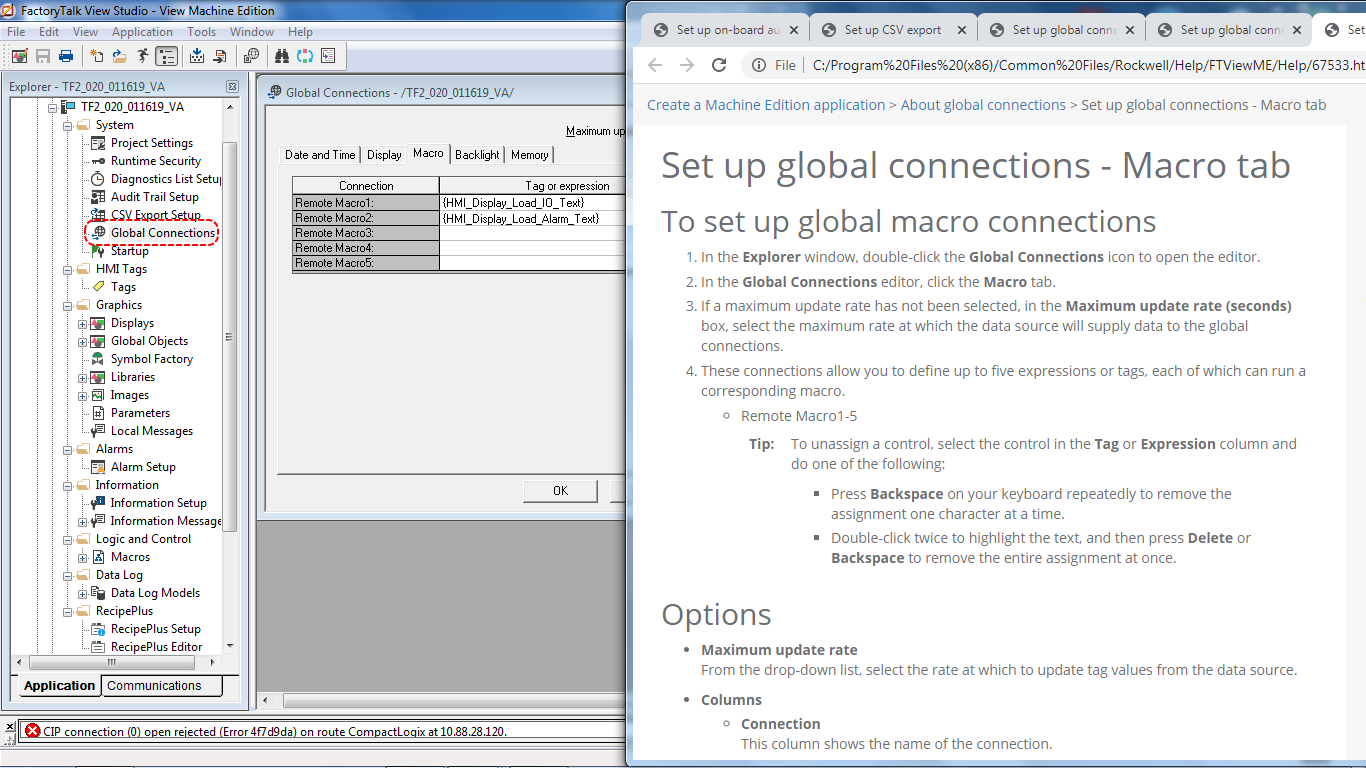 FactoryTalk View Studio - View Machine Edition
File Edit View Application Tools Window Help
Explorer - TF2_020_011619_VA
TF2_020_011619_VA
System
Project Settings
Runtime Security
Diagnostics List Setup
Audit Trail Setup
CSV Export Setup
Global Connections
Startup
HMI Tags
Tags
Graphics
Displays
Global Objects
Symbol Factory
Libraries
Images
Parameters
Local Messages
Alarms
Alarm Setup
Information
Information Setup
Information Message
Logic and Control
Macros
Data Log
Data Log Models
RecipePlus
RecipePlus Setup
RecipePlus Editor
Application Communications
Global Connections - /TF2_020_011619_VA/
Maximum up
Date and Time Display Macro Backlight Memory
Connection Tag or expression
Remote Macro1: {HMI_Display_Load_IO_Text}
Remote Macro2: {HMI_Display_Load_Alarm_Text}
Remote Macro3:
Remote Macro4:
Remote Macro5:
OK
CIP connection (0) open rejected (Error 4f7d9da) on route CompactLogix at 10.88.28.120.
Set up on-board au Set up CSV export Set up global conne Set up global conne Set
File C:/Program%20Files%20(x86)/Common%20Files/Rockwell/Help/FTViewME/Help/67533.ht
Create a Machine Edition application > About global connections > Set up global connections - Macro tab
Set up global connections - Macro tab
To set up global macro connections
1. In the Explorer window, double-click the Global Connections icon to open the editor.
2. In the Global Connections editor, click the Macro tab.
3. If a maximum update rate has not been selected, in the Maximum update rate (seconds)
box, select the maximum rate at which the data source will supply data to the global
connections.
4. These connections allow you to define up to five expressions or tags, each of which can run a
corresponding macro.
Remote Macro1-5
Tip: To unassign a control, select the control in the Tag or Expression column and
do one of the following:
Press Backspace on your keyboard repeatedly to remove the
assignment one character at a time.
Double-click twice to highlight the text, and then press Delete or
Backspace to remove the entire assignment at once.
Options
Maximum update rate
From the drop-down list, select the rate at which to update tag values from the data source.
Columns
Connection
This column shows the name of the connection.